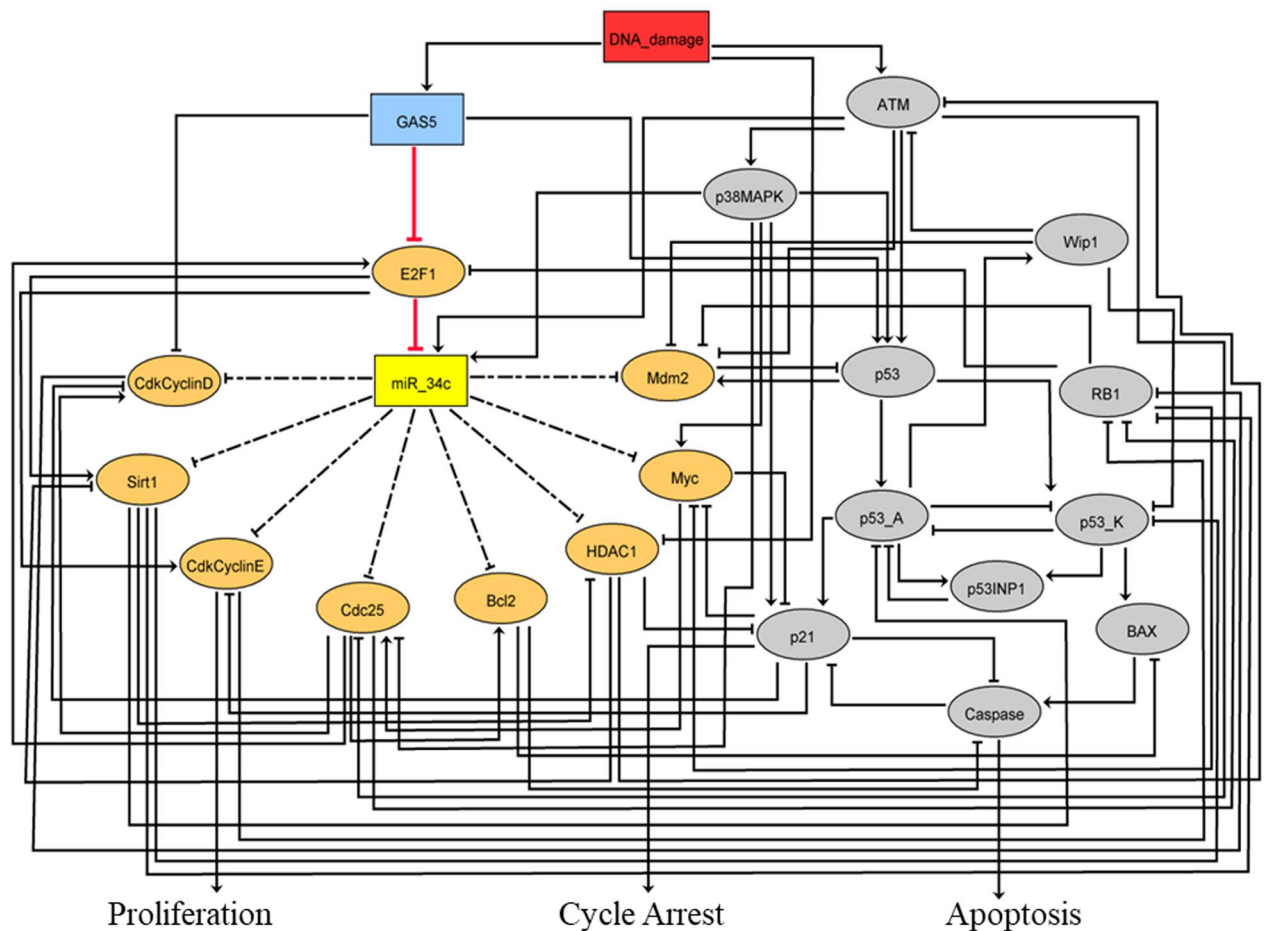 DNA_damage
ATM
GAS5
p38MAPK
Wip1
E2F1
CdkCyclinD
miR_34c
Mdm2
p53
RB1
Sirt1
Myc
p53_A
p53_K
CdkCyclinE
HDAC1
p53INP1
Cdc25
Bcl2
p21
BAX
Caspase
Proliferation
Cycle Arrest
Apoptosis